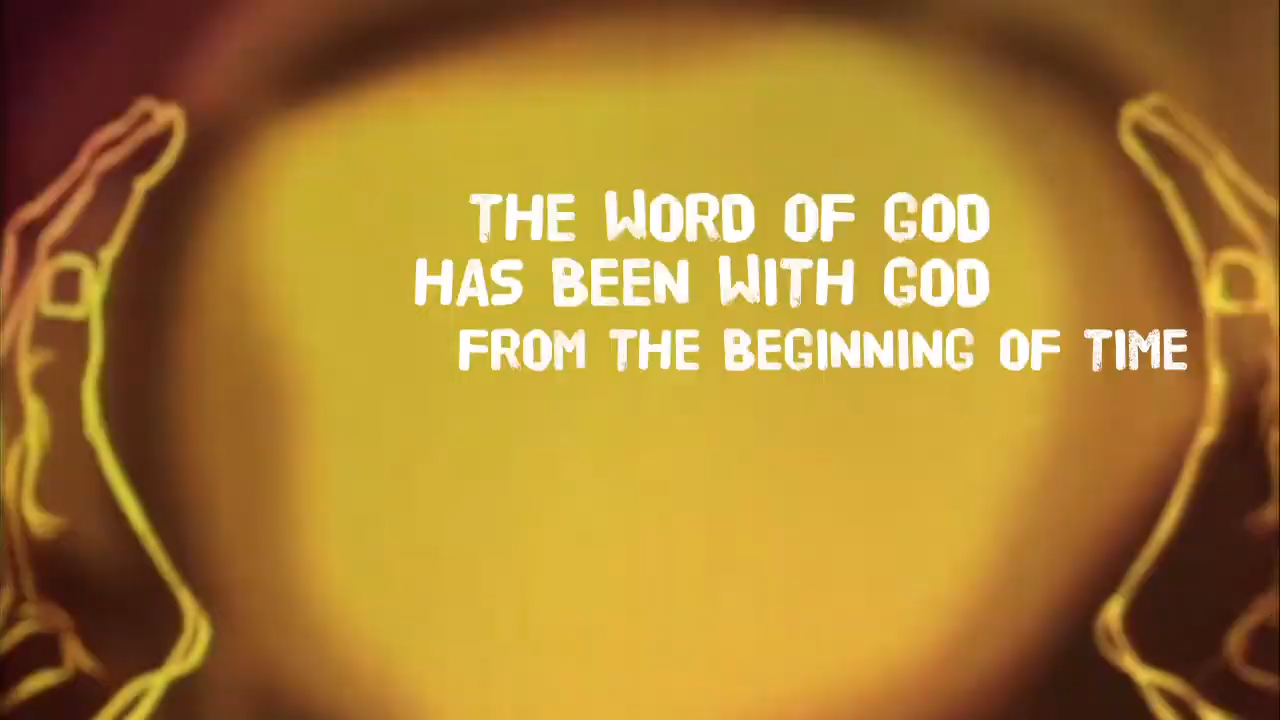 THE WORD OF GOD
HAS BEEN WITH GOD
FROM THE BEGINNING OF TIME